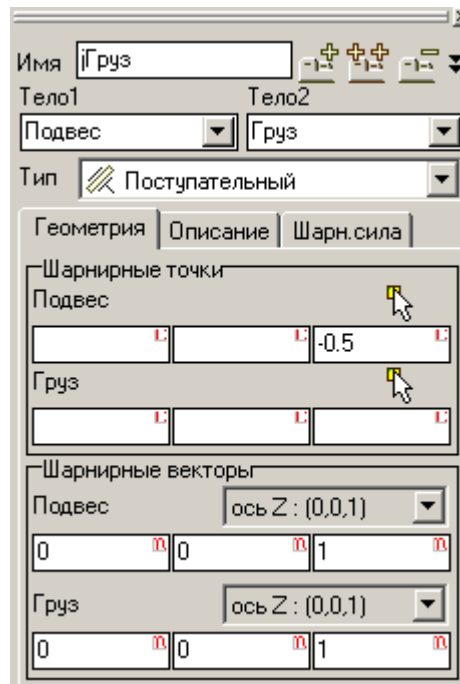 Имя jГруз
Тело1 Тело2
Подвес Груз
Тип Поступательный
Геометрия Описание Шарн.сила
Шарнирные точки
Подвес
C C -0.5 C
Груз
C C C
Шарнирные векторы
Подвес ось Z : (0,0,1)
0 n 0 n 1 n
Груз ось Z : (0,0,1)
0 n 0 n 1 n